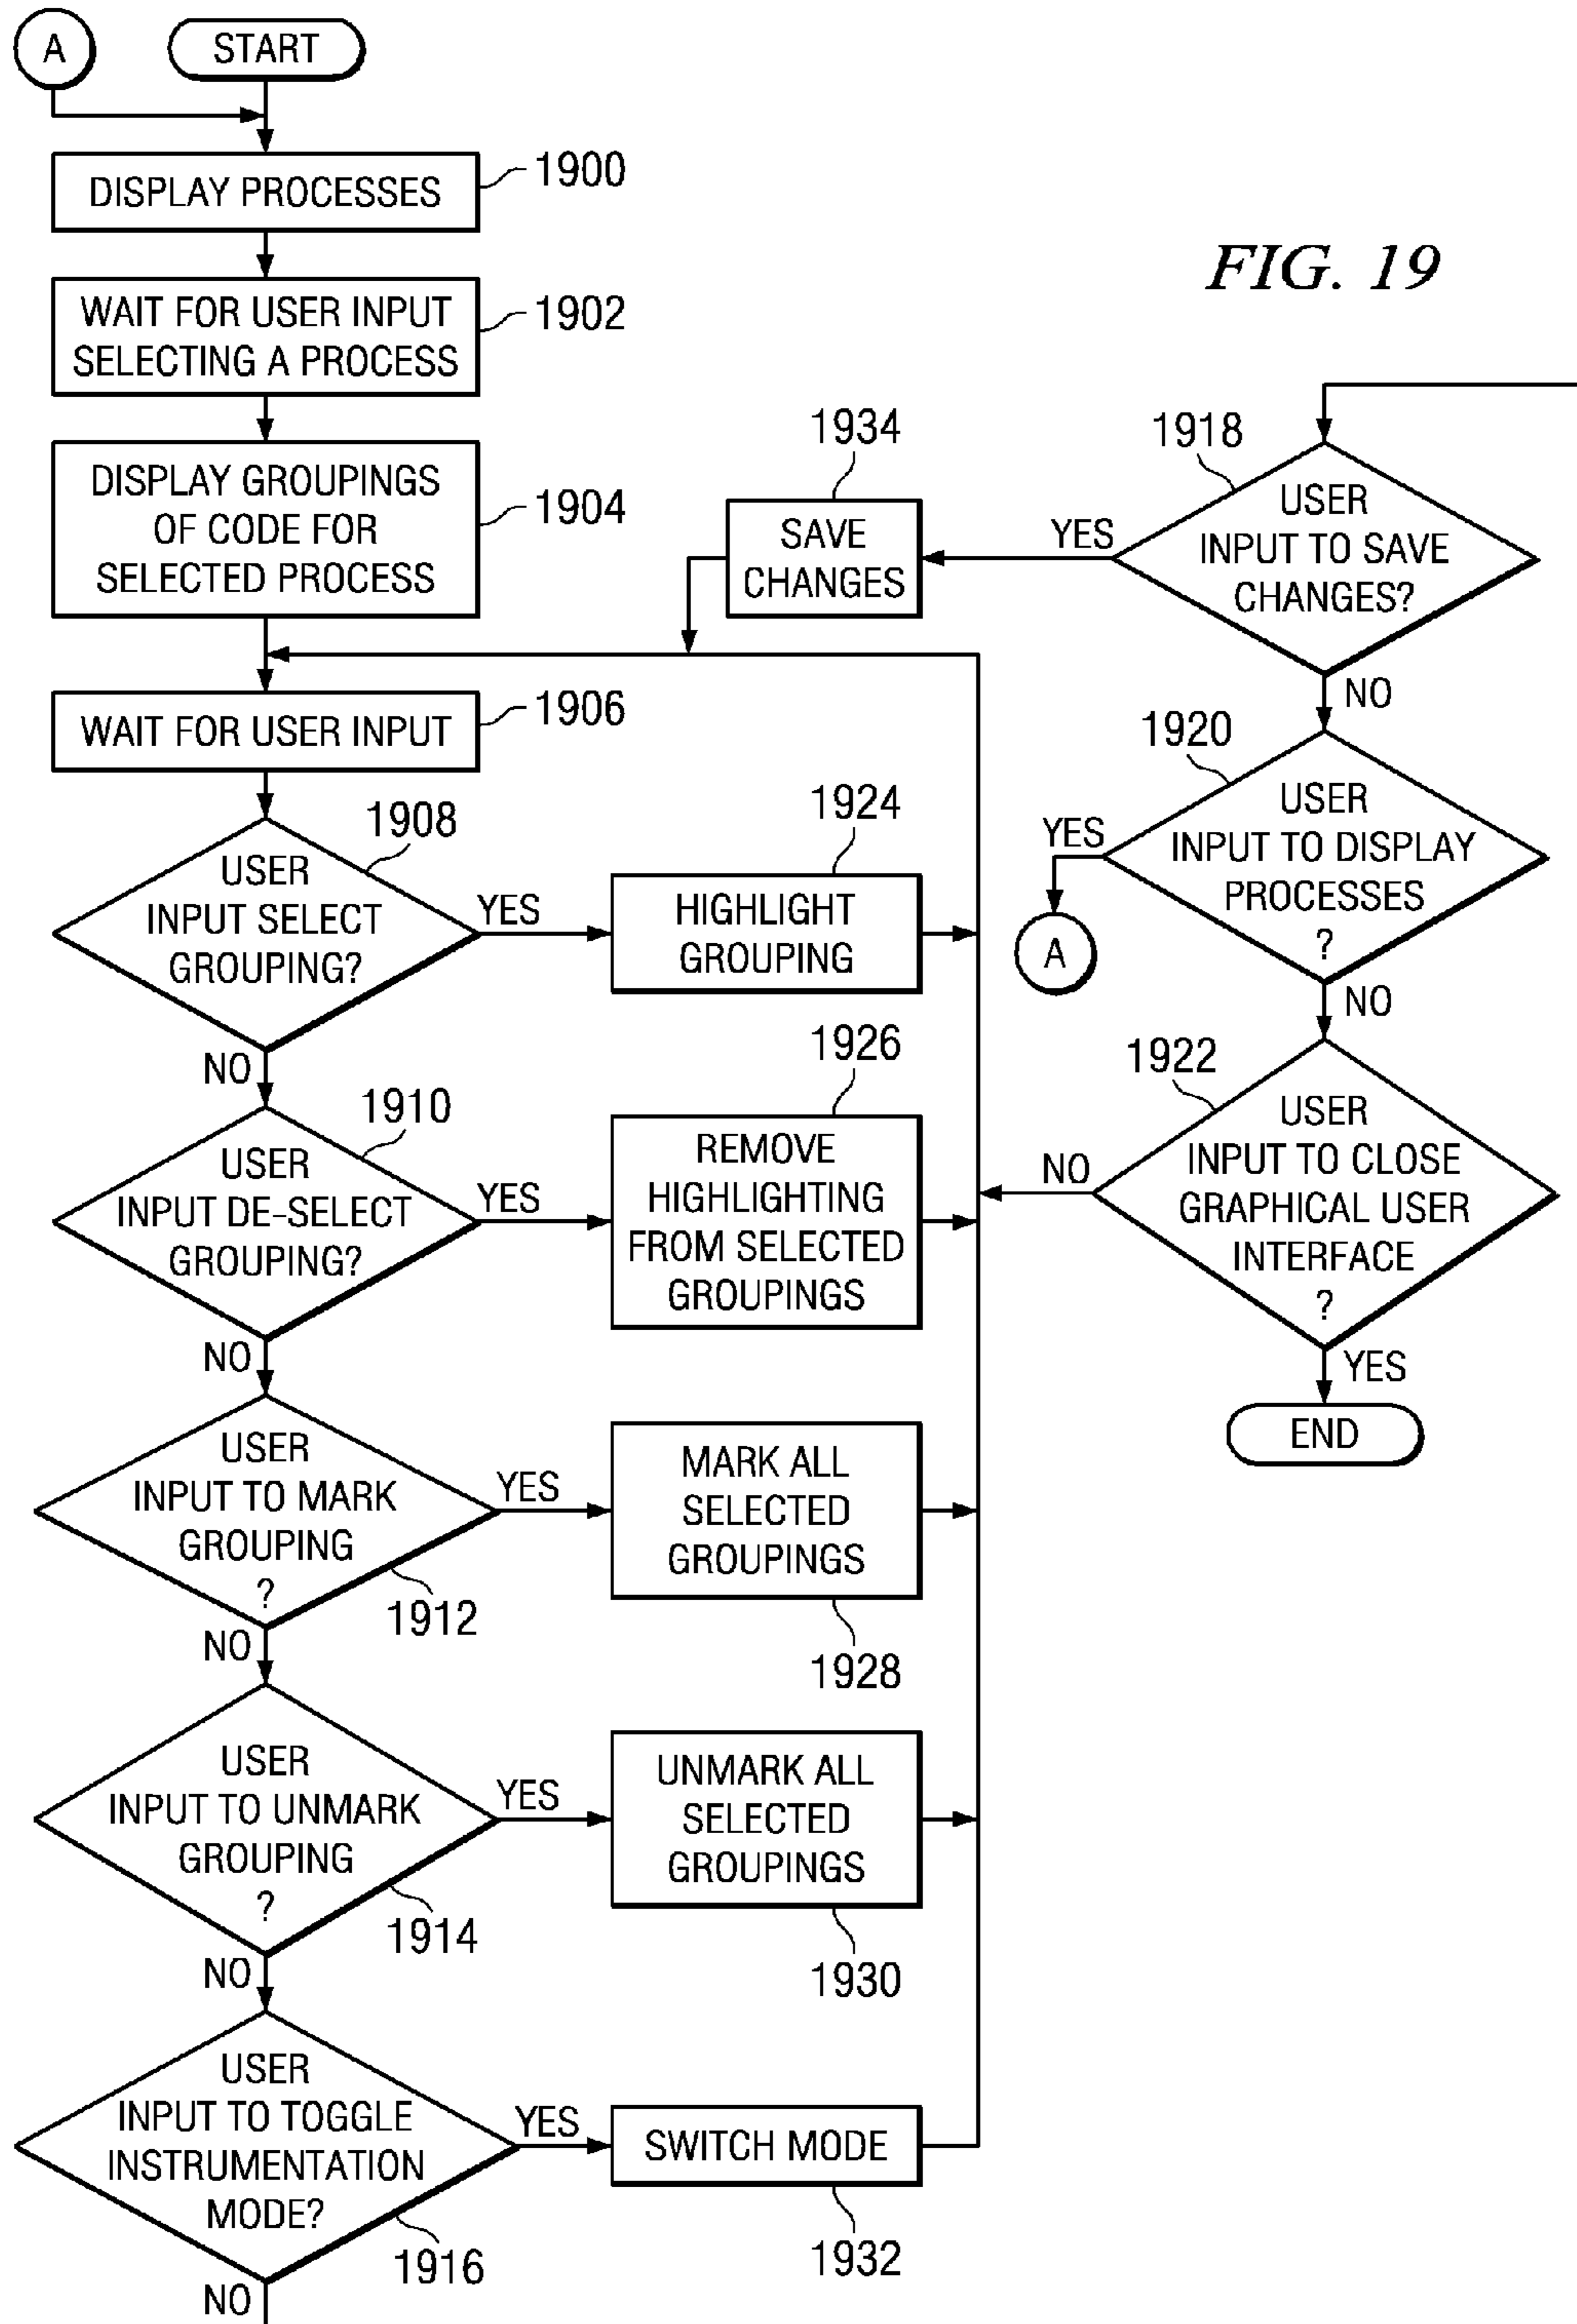 A
START
DISPLAY PROCESSES
1900
WAIT FOR USER INPUT
SELECTING A PROCESS
1902
DISPLAY GROUPINGS
OF CODE FOR
SELECTED PROCESS
1904
WAIT FOR USER INPUT
1906
USER
INPUT SELECT
GROUPING?
1908
YES
NO
HIGHLIGHT
GROUPING
1924
USER
INPUT DE-SELECT
GROUPING?
1910
YES
NO
REMOVE
HIGHLIGHTING
FROM SELECTED
GROUPINGS
1926
USER
INPUT TO MARK
GROUPING
?
1912
YES
NO
MARK ALL
SELECTED
GROUPINGS
1928
USER
INPUT TO UNMARK
GROUPING
?
1914
YES
NO
UNMARK ALL
SELECTED
GROUPINGS
1930
USER
INPUT TO TOGGLE
INSTRUMENTATION
MODE?
1916
YES
NO
SWITCH MODE
1932
FIG. 19
1918
USER
INPUT TO SAVE
CHANGES?
YES
NO
1934
SAVE
CHANGES
1920
USER
INPUT TO DISPLAY
PROCESSES
?
YES
A
NO
1922
USER
INPUT TO CLOSE
GRAPHICAL USER
INTERFACE
?
NO
YES
END